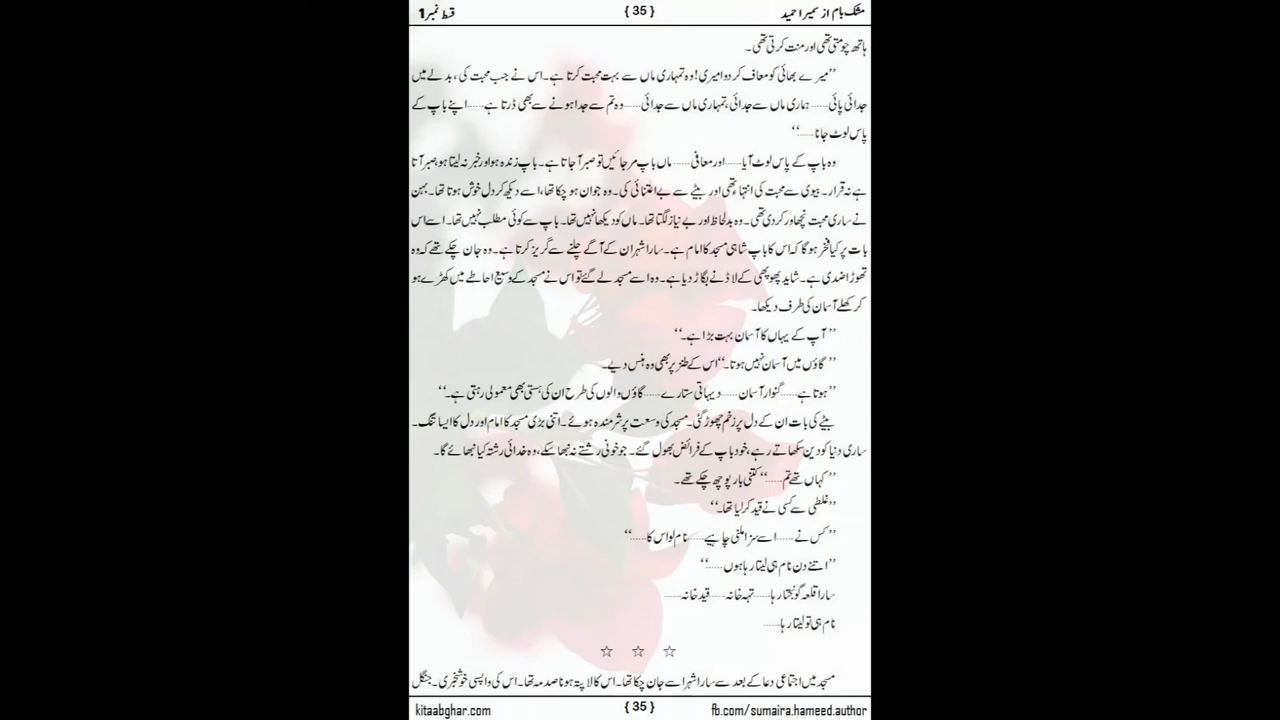 مشک بام از سمیرا حمید { 35 } قسط نمبر 1
ہاتھ چومتی تھی اور منت کرتی تھی۔
’’میرے بھائی کو معاف کر دو امیری! وہ تمہاری ماں سے بہت محبت کرتا ہے۔ اس نے جب محبت کی، بدلے میں
جدائی پائی...... ہماری ماں سے جدائی، تمہاری ماں سے جدائی...... وہ تم سے جدا ہونے سے بھی ڈرتا ہے...... اپنے باپ کے
پاس لوٹ جانا......‘‘
وہ باپ کے پاس لوٹ آیا...... اور معافی...... ماں باپ مر جائیں تو صبر آ جاتا ہے۔ باپ زندہ ہو اور خبر نہ لیتا ہو، صبر آتا
ہے نہ قرار۔ بیوی سے محبت کی انتہا تھی اور بیٹے سے بے اعتنائی کی۔ وہ جوان ہو چکا تھا، اسے دیکھ کر دل خوش ہوتا تھا۔ بہن
نے ساری محبت نچھاور کر دی تھی۔ وہ بدلحاظ اور بے نیاز لگتا تھا۔ ماں کو دیکھا نہیں تھا۔ باپ سے کوئی مطلب نہیں تھا۔ اسے اس
بات پر کیا فخر ہو گا کہ اس کا باپ شاہی مسجد کا امام ہے۔ سارا شہر ان کے آگے چلنے سے گریز کرتا ہے۔ وہ جان چکے تھے کہ وہ
تھوڑا ضدی ہے۔ شاید پھوپھی کے لاڈ نے بگاڑ دیا ہے۔ وہ اسے مسجد لے گئے تو اس نے مسجد کے وسیع احاطے میں کھڑے ہو
کر کھلے آسمان کی طرف دیکھا۔
’’آپ کے یہاں کا آسمان بہت بڑا ہے۔‘‘
’’گاؤں میں آسمان نہیں ہوتا۔‘‘ اس کے طنز پر بھی وہ ہنس دیے۔
’’ہوتا ہے...... گنوار آسمان...... دیہاتی ستارے...... گاؤں والوں کی طرح ان کی ہستی بھی معمولی رہتی ہے۔‘‘
بیٹے کی بات ان کے دل پر زخم چھوڑ گئی۔ مسجد کی وسعت پر شرمندہ ہوئے۔ اتنی بڑی مسجد کا امام اور دل کا ایسا تنگ۔
ساری دنیا کو دین سکھاتے رہے، خود باپ کے فرائض بھول گئے۔ جو خونی رشتے نہ نبھا سکے، وہ خدائی رشتہ کیا نبھائے گا۔
’’کہاں تھے تم......‘‘ کتنی بار پوچھ چکے تھے۔
’’غلطی سے کسی نے قید کر لیا تھا۔‘‘
’’کس نے...... اسے سزا ملنی چاہیے...... نام لو اس کا......‘‘
’’اتنے دن نام ہی لیتا رہا ہوں......‘‘
سارا قلعہ گونجتا رہا...... تہہ خانہ...... قید خانہ......
نام ہی تو لیتا رہا......
☆ ☆ ☆
مسجد میں اجتماعی دعا کے بعد سے سارا شہر اسے جان چکا تھا۔ اس کا لاپتہ ہونا صدمہ تھا۔ اس کی واپسی خوشخبری۔ جنگل
kitaabghar.com { 35 } fb.com/sumaira.hameed.author